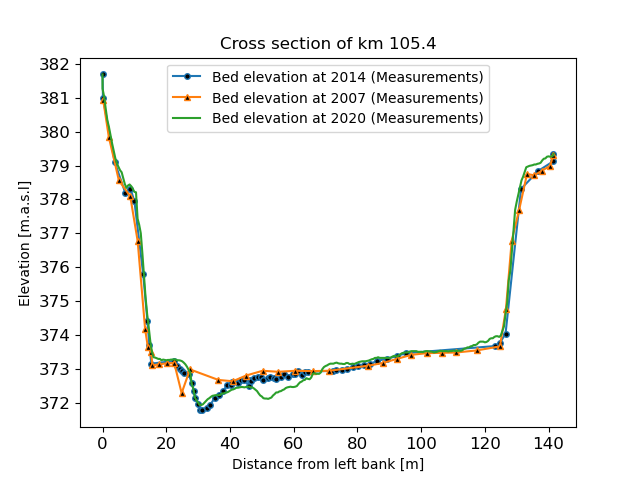 Cross section of km 105.4
Bed elevation at 2014 (Measurements)
Bed elevation at 2007 (Measurements)
Bed elevation at 2020 (Measurements)
Elevation [m.a.s.l]
382
381
380
379
378
377
376
375
374
373
372
0 20 40 60 80 100 120 140
Distance from left bank [m]